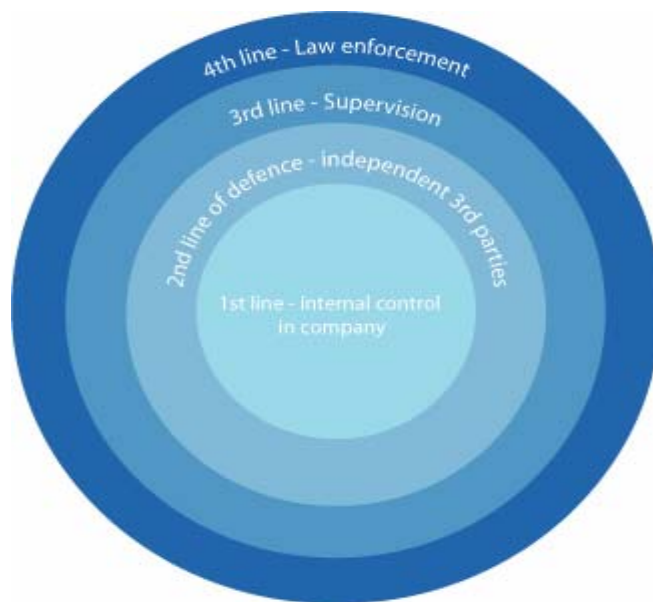 4th line - Law enforcement
3rd line - Supervision
2nd line of defence - independent 3rd parties
1st line - internal control
in company